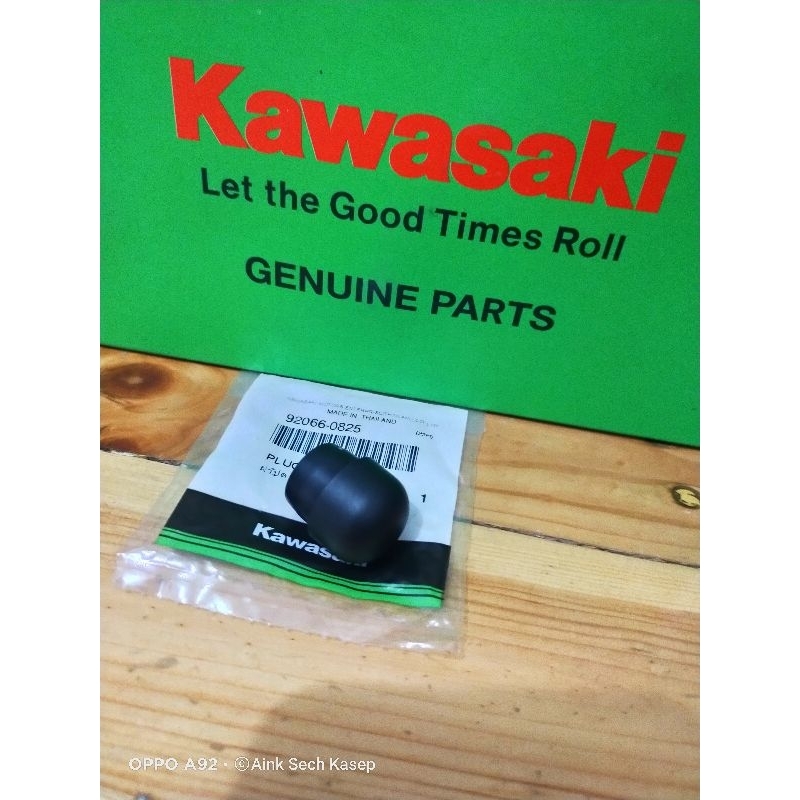 Kawasaki
Let the Good Times Roll
GENUINE PARTS
MADE IN THAILAND
92066-0825
PLUG
1
Kawasaki
OPPO A92 · ©Aink Sech Kasep